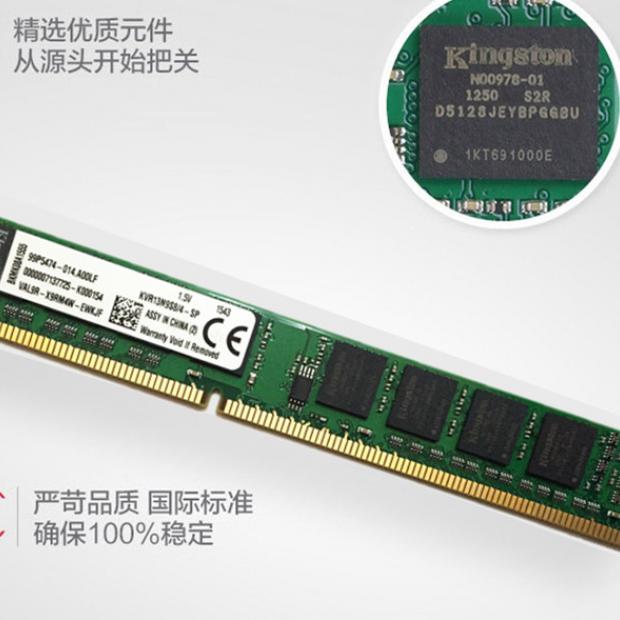 精选优质元件
从源头开始把关
Kingston
N00978-01
1250 S2R
D5128JEYBPGGBU
1KT691000E
BKNK00A155B
99P5474-014.A00LF
0000007137725-K000154
VAL9R-X9RM4W-EWKJF
1.5V
KVR13N9S8/4-SP 1543
ASSY IN CHINA (2)
Warranty Void if Removed
CE
严苛品质 国际标准
确保100%稳定